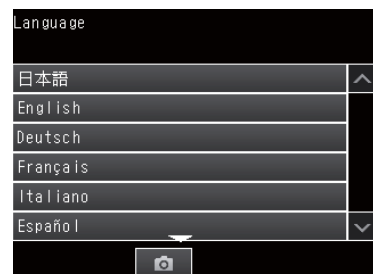 Language
日本語
English
Deutsch
Français
Italiano
Español